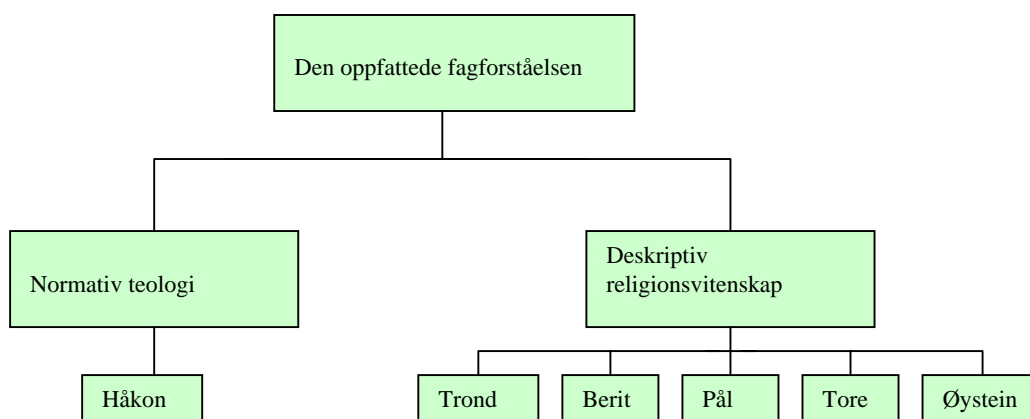 Den oppfattede fagforståelsen
Normativ teologi
Deskriptiv
religionsvitenskap
Håkon
Trond
Berit
Pål
Tore
Øystein